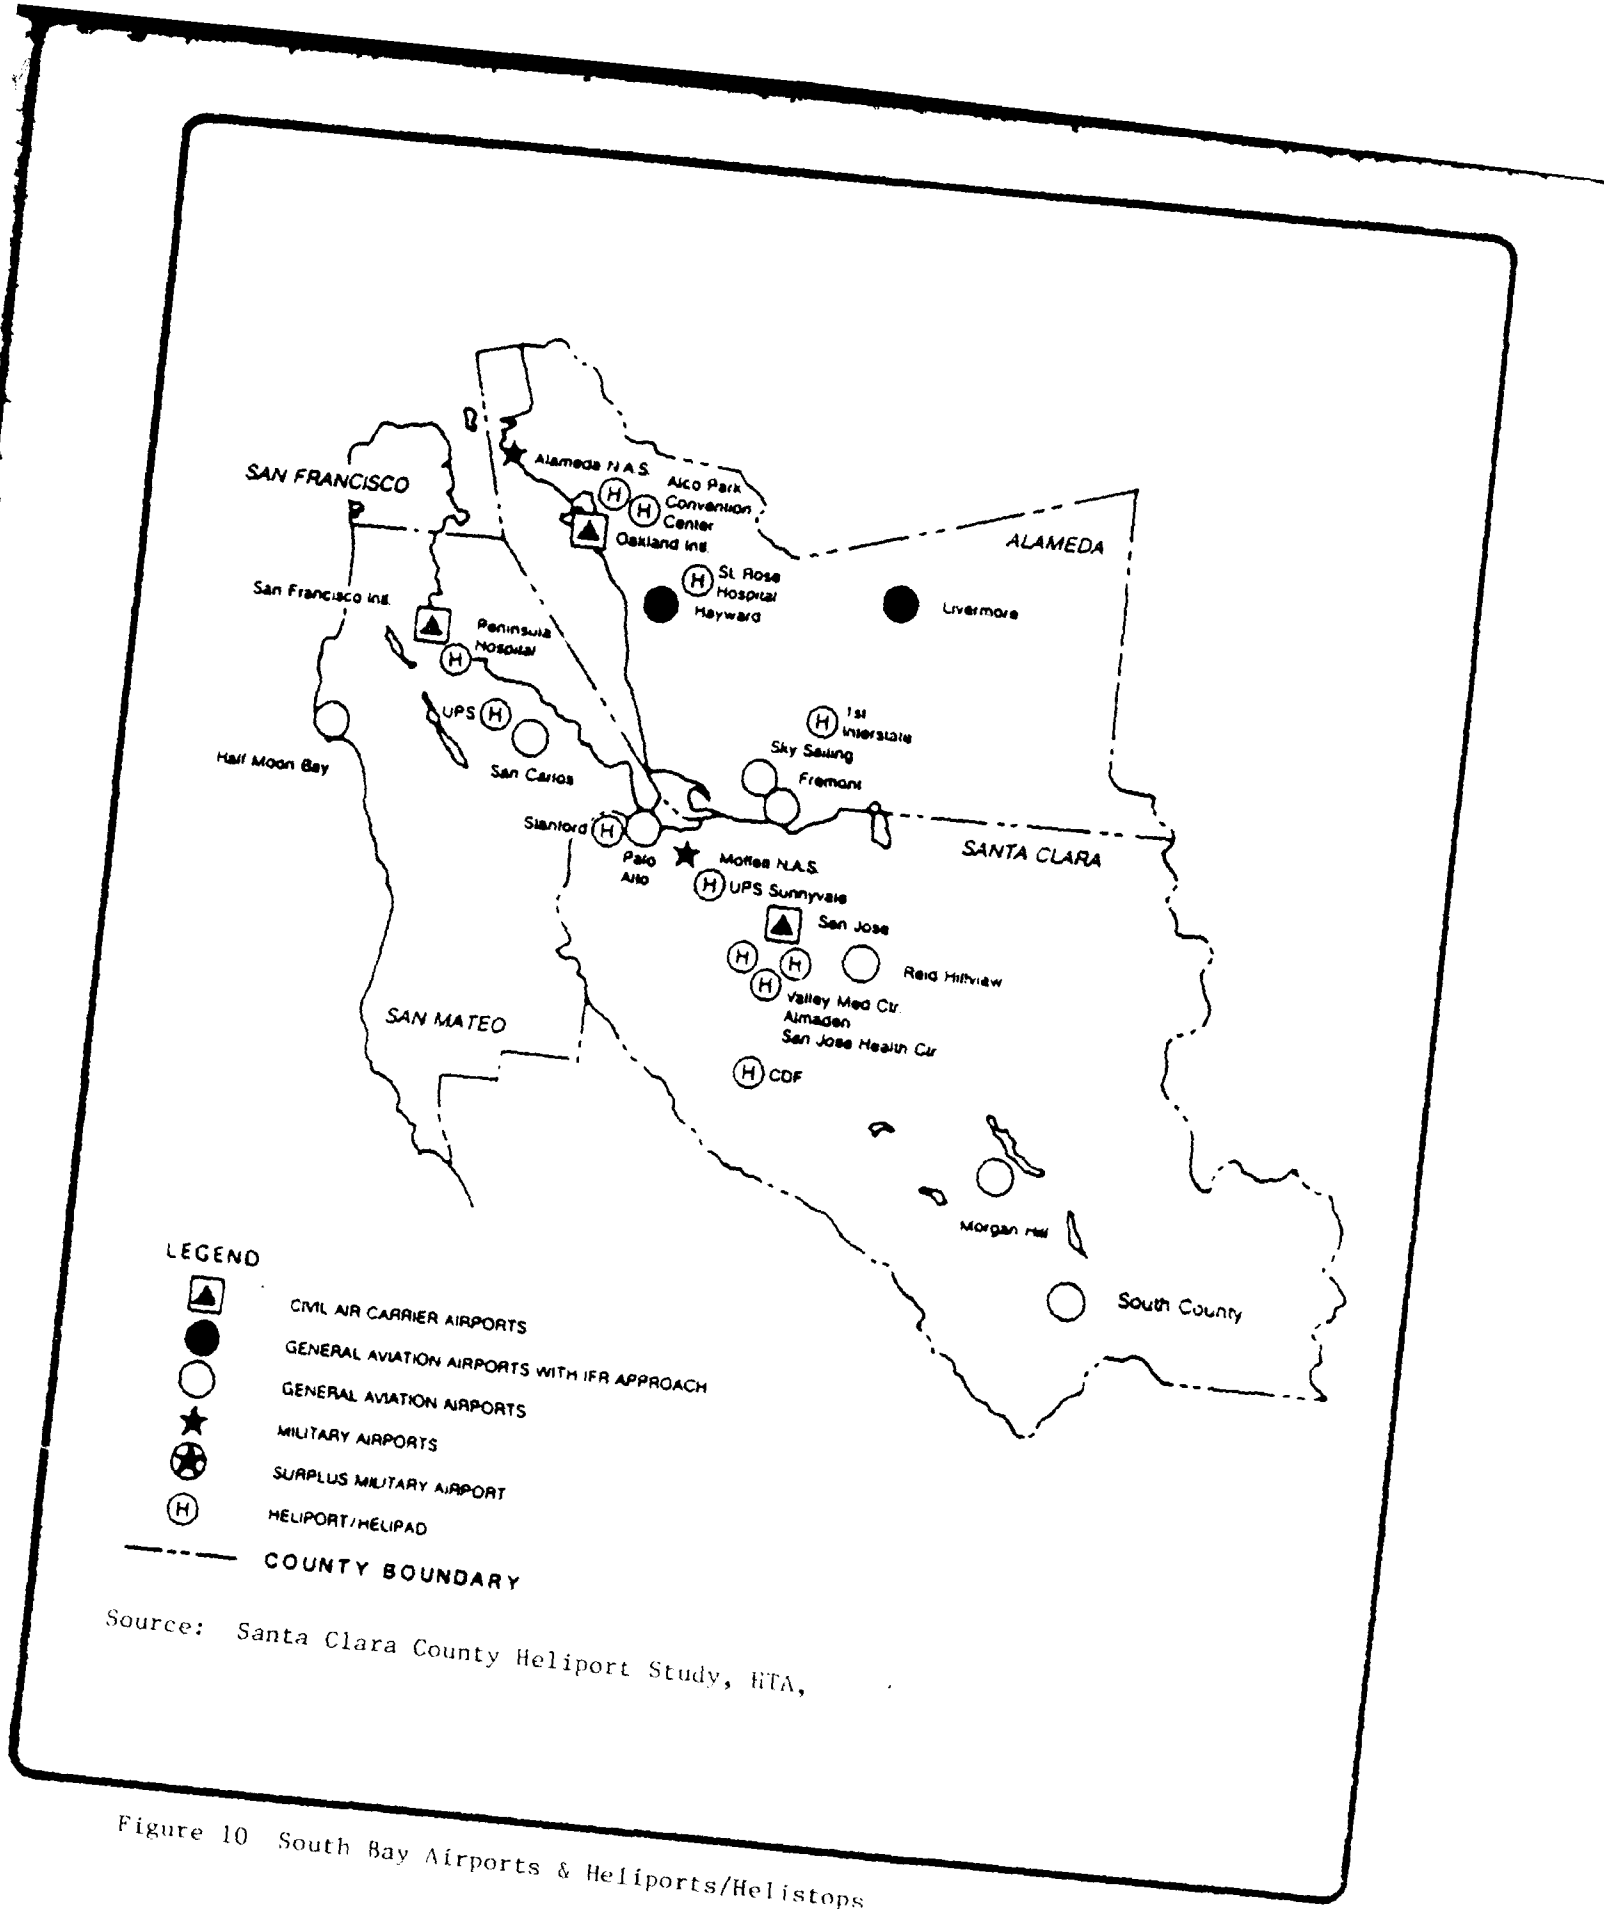 SAN FRANCISCO
Alameda N.A.S.
Alco Park
Convention
Center
Oakland Intl.
ALAMEDA
St. Rose
Hospital
Hayward
Livermore
San Francisco Intl.
Peninsula
Hospital
UPS
San Carlos
Half Moon Bay
1st
Interstate
Sky Sailing
Fremont
Stanford
Palo
Alto
SANTA CLARA
Moffett N.A.S.
UPS Sunnyvale
San Jose
Reid Hillview
Valley Med Ctr.
Almaden
San Jose Health Ctr
SAN MATEO
CDF
Morgan Hill
South County
LEGEND
CIVIL AIR CARRIER AIRPORTS
GENERAL AVIATION AIRPORTS WITH IFR APPROACH
GENERAL AVIATION AIRPORTS
MILITARY AIRPORTS
SURPLUS MILITARY AIRPORT
H HELIPORT/HELIPAD
COUNTY BOUNDARY
Source: Santa Clara County Heliport Study, HTA,
Figure 10 South Bay Airports & Heliports/Helistops